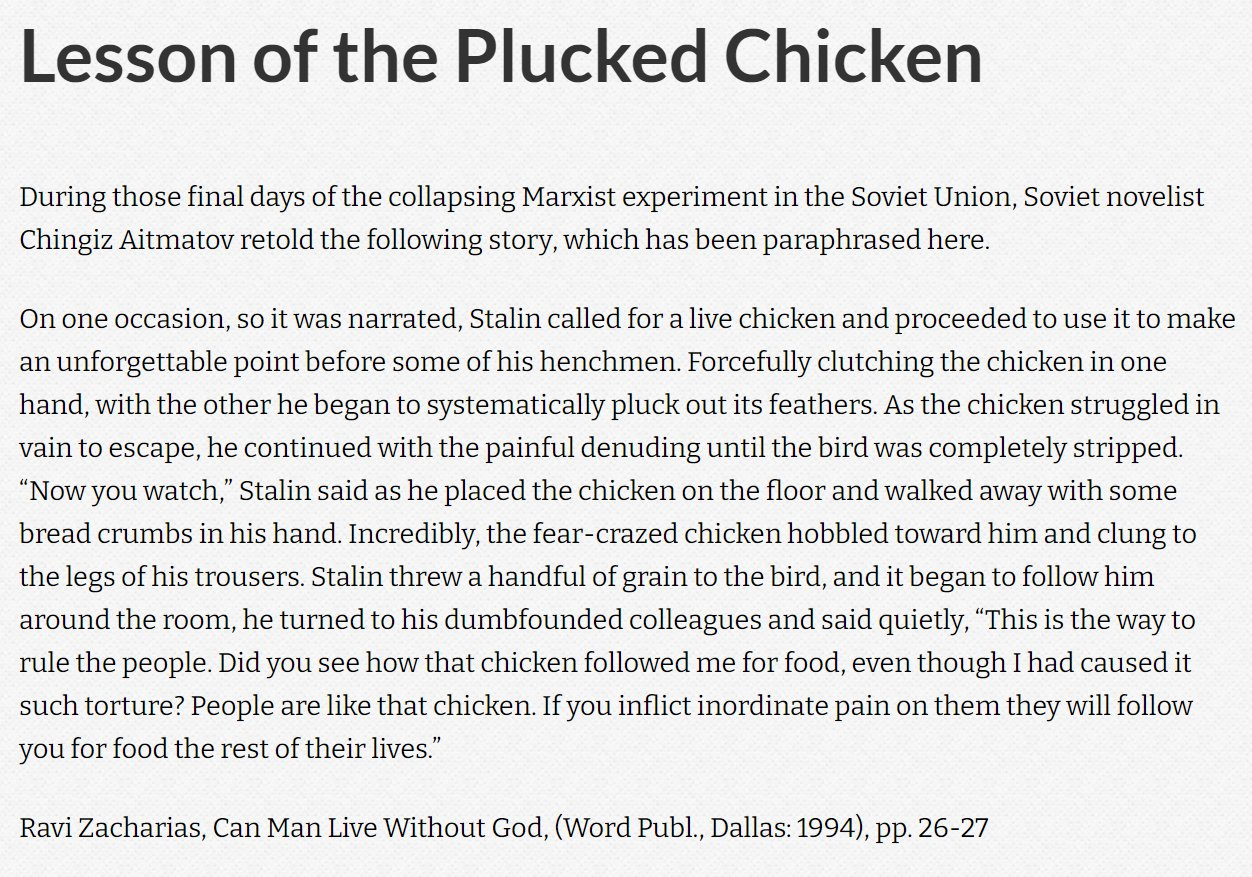 Lesson of the Plucked Chicken
During those final days of the collapsing Marxist experiment in the Soviet Union, Soviet novelist
Chingiz Aitmatov retold the following story, which has been paraphrased here.
On one occasion, so it was narrated, Stalin called for a live chicken and proceeded to use it to make
an unforgettable point before some of his henchmen. Forcefully clutching the chicken in one
hand, with the other he began to systematically pluck out its feathers. As the chicken struggled in
vain to escape, he continued with the painful denuding until the bird was completely stripped.
“Now you watch,” Stalin said as he placed the chicken on the floor and walked away with some
bread crumbs in his hand. Incredibly, the fear-crazed chicken hobbled toward him and clung to
the legs of his trousers. Stalin threw a handful of grain to the bird, and it began to follow him
around the room, he turned to his dumbfounded colleagues and said quietly, “This is the way to
rule the people. Did you see how that chicken followed me for food, even though I had caused it
such torture? People are like that chicken. If you inflict inordinate pain on them they will follow
you for food the rest of their lives.”
Ravi Zacharias, Can Man Live Without God, (Word Publ., Dallas: 1994), pp. 26-27